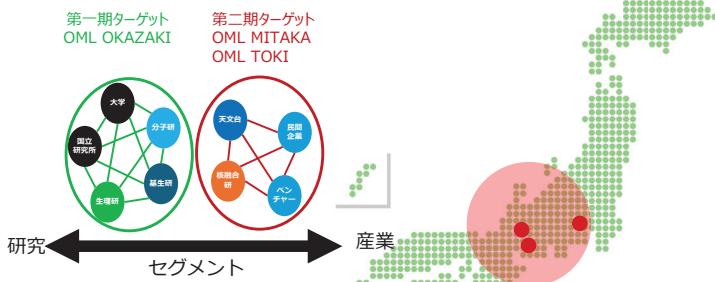 第一期ターゲット
OML OKAZAKI
第二期ターゲット
OML MITAKA
OML TOKI
大学
分子研
国立
研究所
基生研
生理研
天文台
民間
企業
核融合
研
ベン
チャー
研究
産業
セグメント